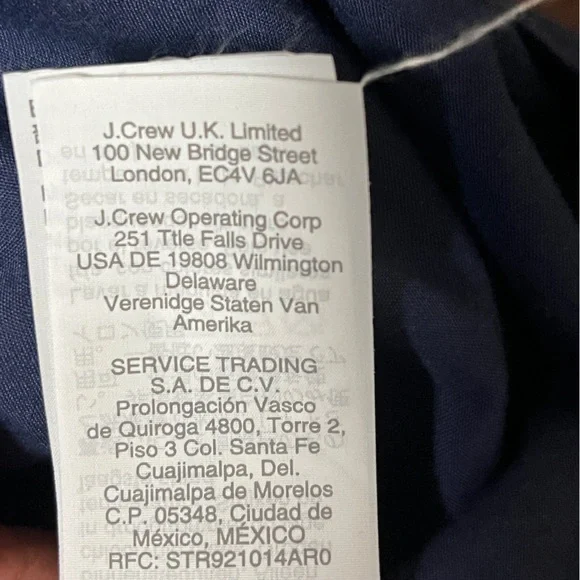 J.Crew U.K. Limited
100 New Bridge Street
London, EC4V 6JA
J.Crew Operating Corp
251 Ttle Falls Drive
USA DE 19808 Wilmington
Delaware
Verenidge Staten Van
Amerika
SERVICE TRADING
S.A. DE C.V.
Prolongación Vasco
de Quiroga 4800, Torre 2,
Piso 3 Col. Santa Fe
Cuajimalpa, Del.
Cuajimalpa de Morelos
C.P. 05348, Ciudad de
México, MÉXICO
RFC: STR921014AR0